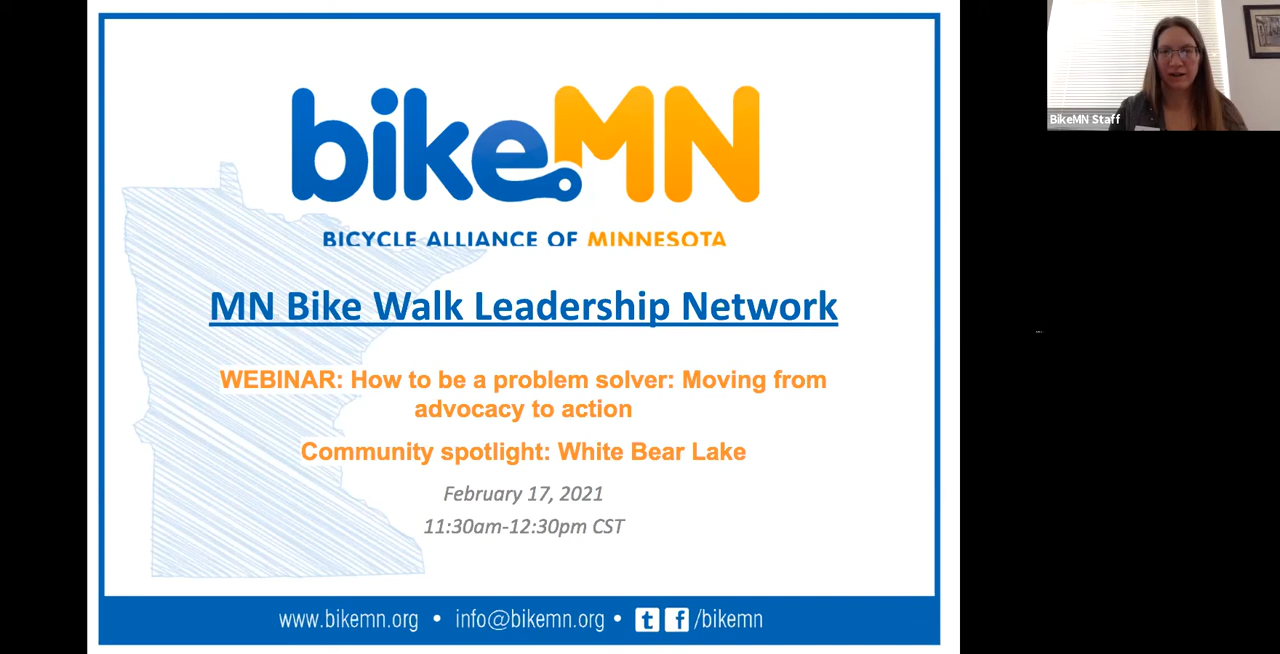 bikeMN
BICYCLE ALLIANCE OF MINNESOTA
MN Bike Walk Leadership Network
WEBINAR: How to be a problem solver: Moving from
advocacy to action
Community spotlight: White Bear Lake
February 17, 2021
11:30am-12:30pm CST
www.bikemn.org • info@bikemn.org • t f /bikemn
BikeMN Staff